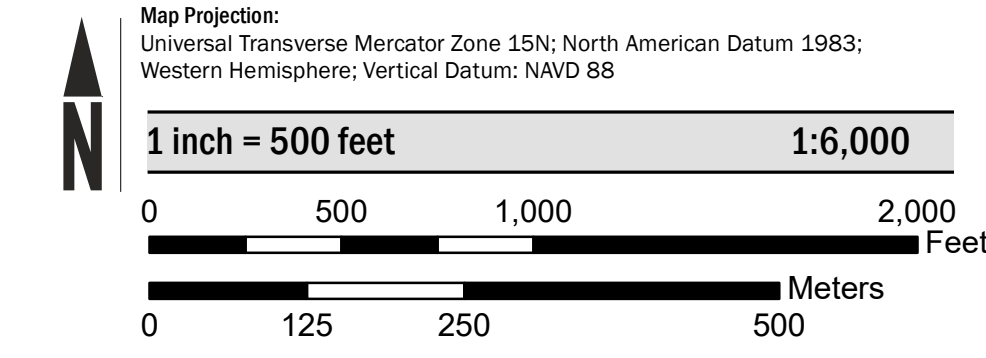 Map Projection:
Universal Transverse Mercator Zone 15N; North American Datum 1983;
Western Hemisphere; Vertical Datum: NAVD 88
N
1 inch = 500 feet 1:6,000
0 500 1,000 2,000
Feet
Meters
0 125 250 500